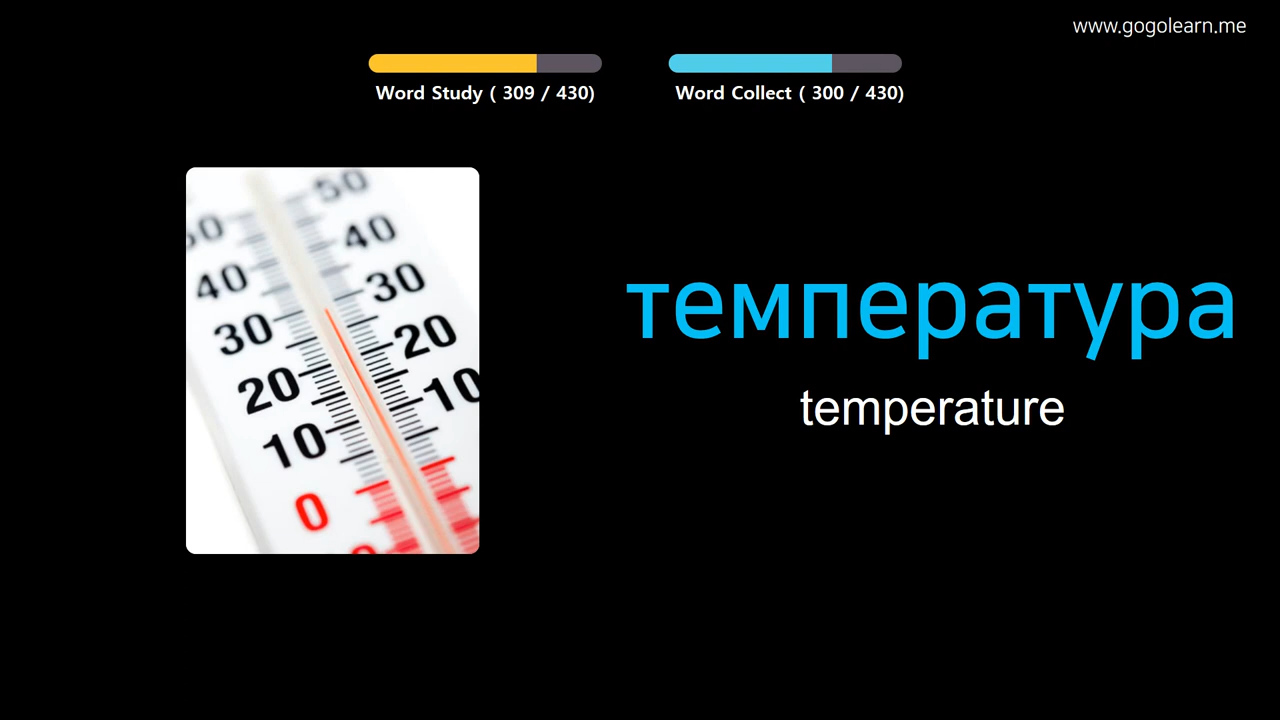 www.gogolearn.me
Word Study ( 309 / 430)
Word Collect ( 300 / 430)
50
40
40
30
30
20
20
10
10
0
температура
temperature